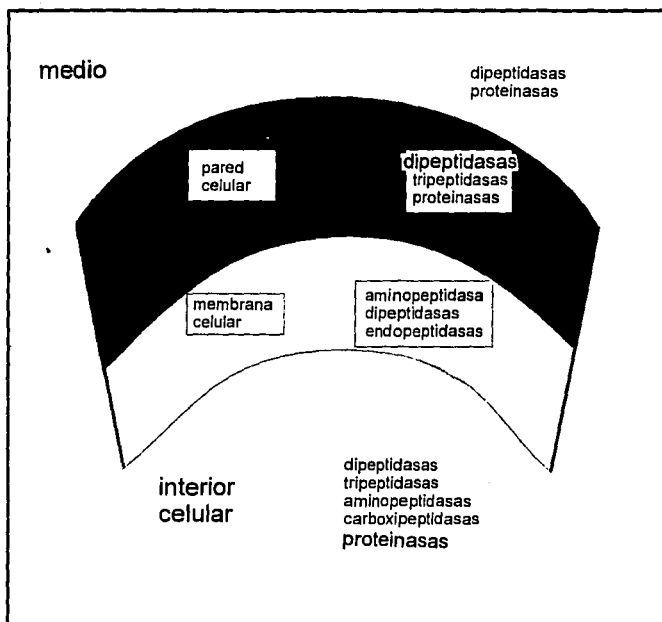 medio
dipeptidasas
proteinasas
pared
celular
dipeptidasas
tripeptidasas
proteinasas
membrana
celular
aminopeptidasa
dipeptidasas
endopeptidasas
interior
celular
dipeptidasas
tripeptidasas
aminopeptidasas
carboxipeptidasas
proteinasas